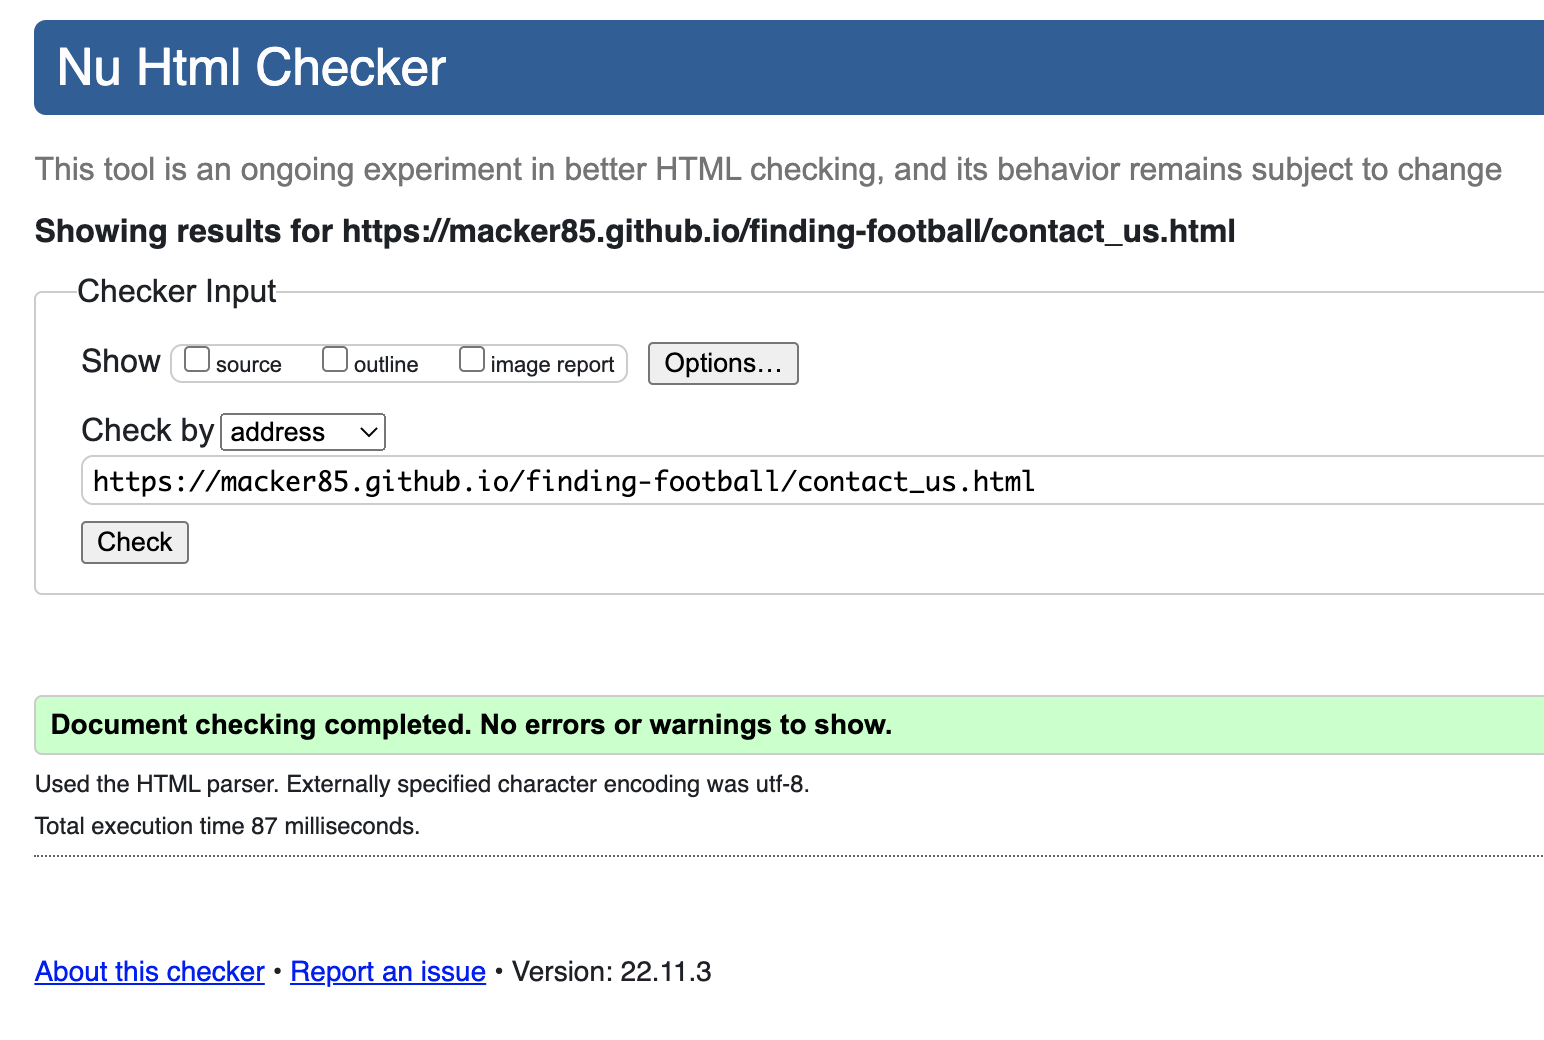 Nu Html Checker
This tool is an ongoing experiment in better HTML checking, and its behavior remains subject to change
Showing results for https://macker85.github.io/finding-football/contact_us.html
Checker Input
Show source outline image report Options…
Check by address
https://macker85.github.io/finding-football/contact_us.html
Check
Document checking completed. No errors or warnings to show.
Used the HTML parser. Externally specified character encoding was utf-8.
Total execution time 87 milliseconds.
About this checker • Report an issue • Version: 22.11.3